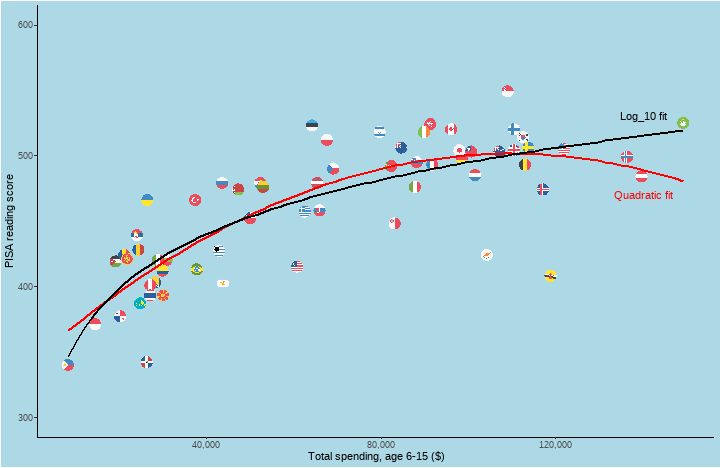 600
Log_10 fit
500
Quadratic fit
PISA reading score
400
300
40,000
80,000
120,000
Total spending, age 6-15 ($)